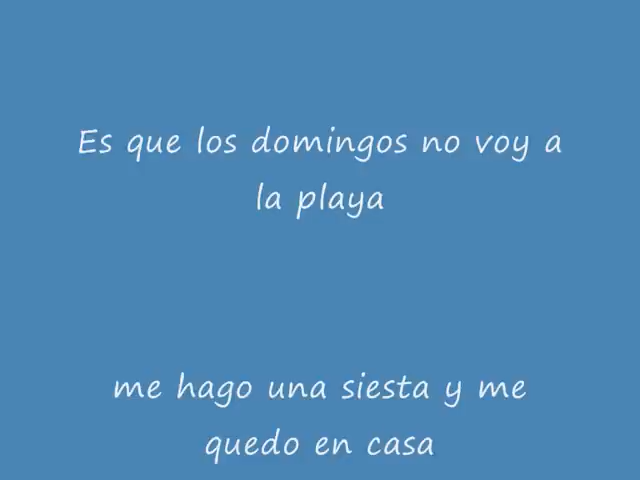 Es que los domingos no voy a
la playa
me hago una siesta y me
quedo en casa